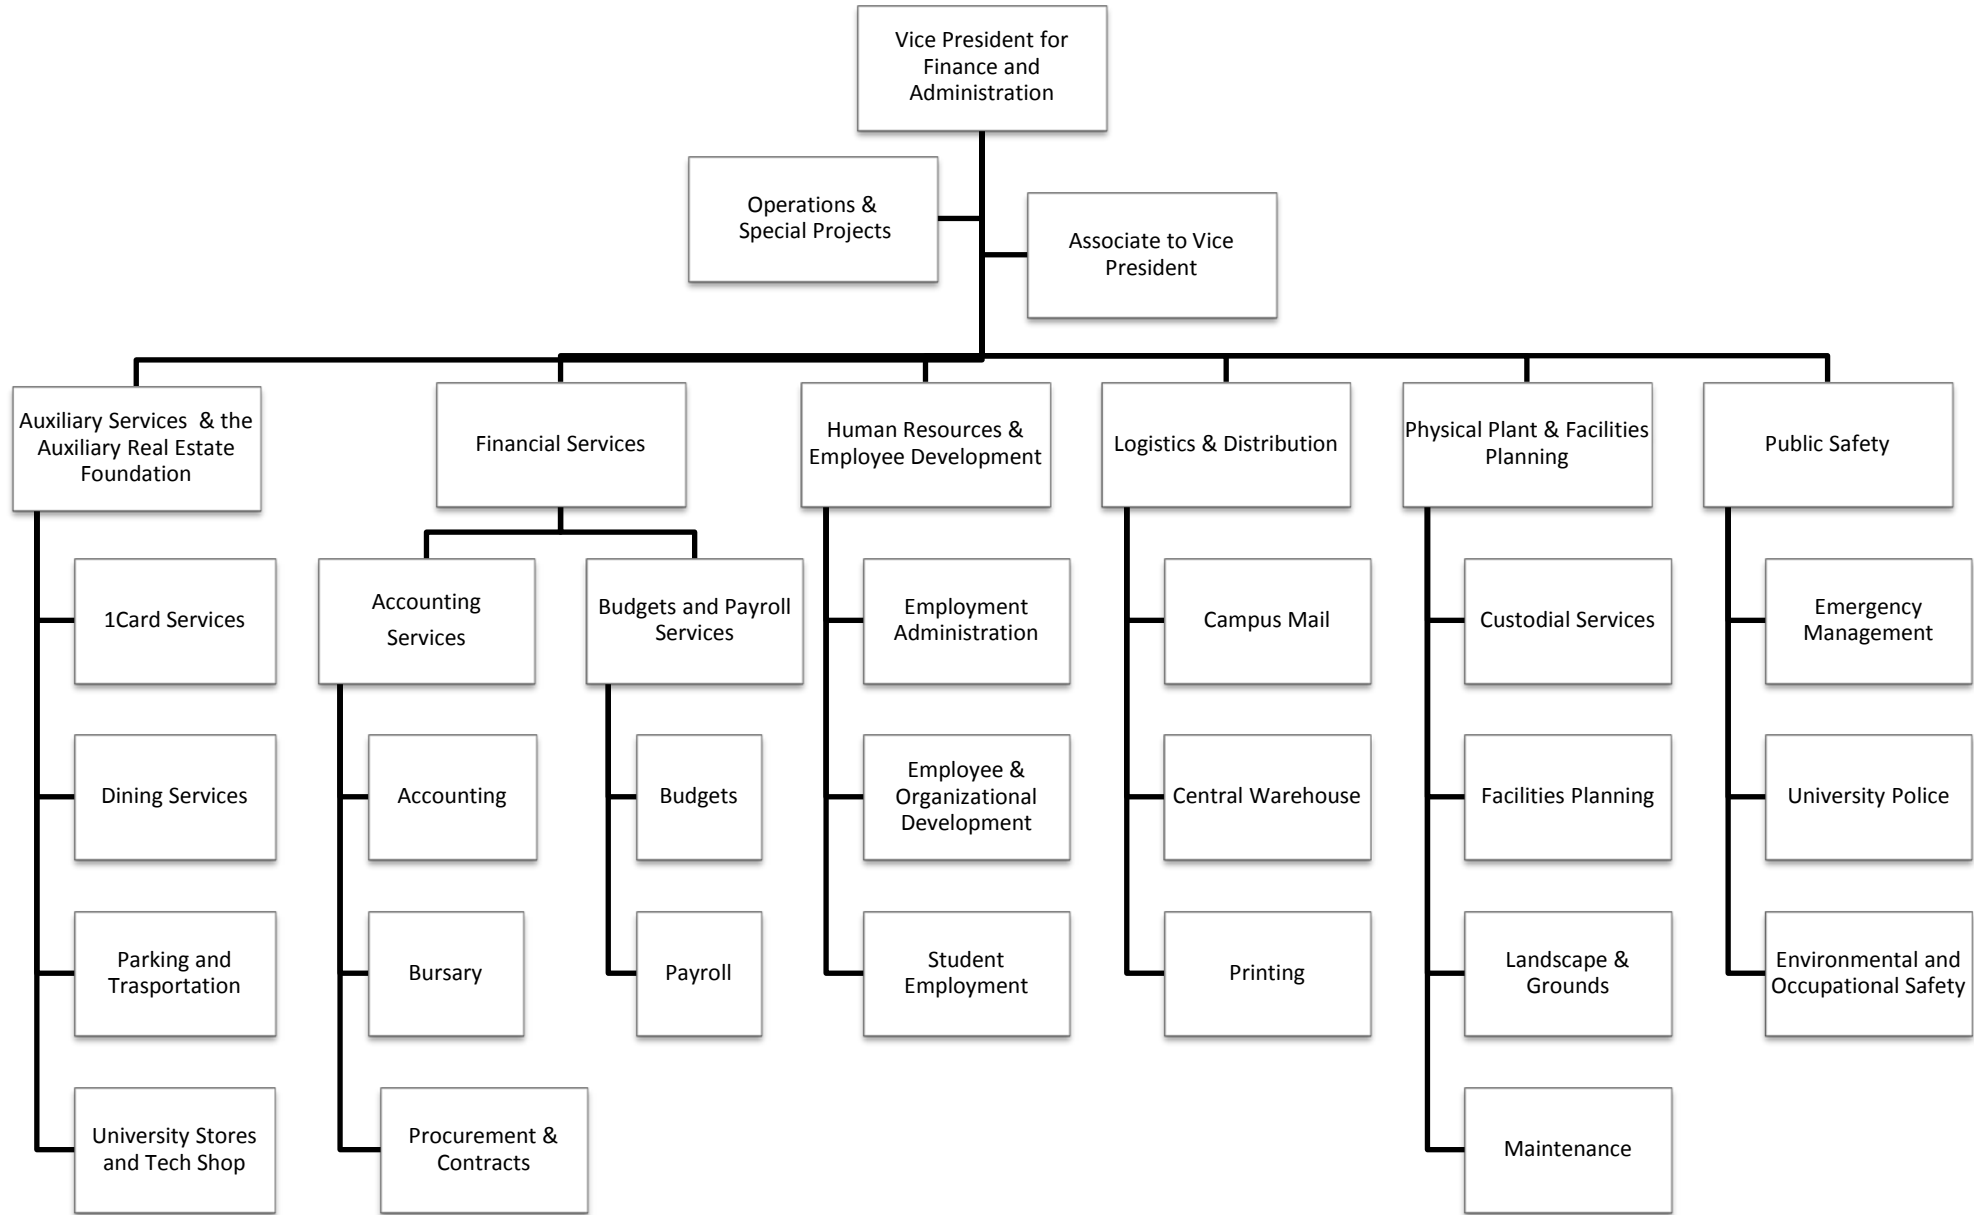 Vice President for
Finance and
Administration
Operations &
Special Projects
Associate to Vice
President
Auxiliary Services & the
Auxiliary Real Estate
Foundation
Financial Services
Human Resources &
Employee Development
Logistics & Distribution
Physical Plant & Facilities
Planning
Public Safety
1Card Services
Accounting
Services
Budgets and Payroll
Services
Employment
Administration
Campus Mail
Custodial Services
Emergency
Management
Dining Services
Accounting
Budgets
Employee &
Organizational
Development
Central Warehouse
Facilities Planning
University Police
Parking and
Trasportation
Bursary
Payroll
Student
Employment
Printing
Landscape &
Grounds
Environmental and
Occupational Safety
University Stores
and Tech Shop
Procurement &
Contracts
Maintenance